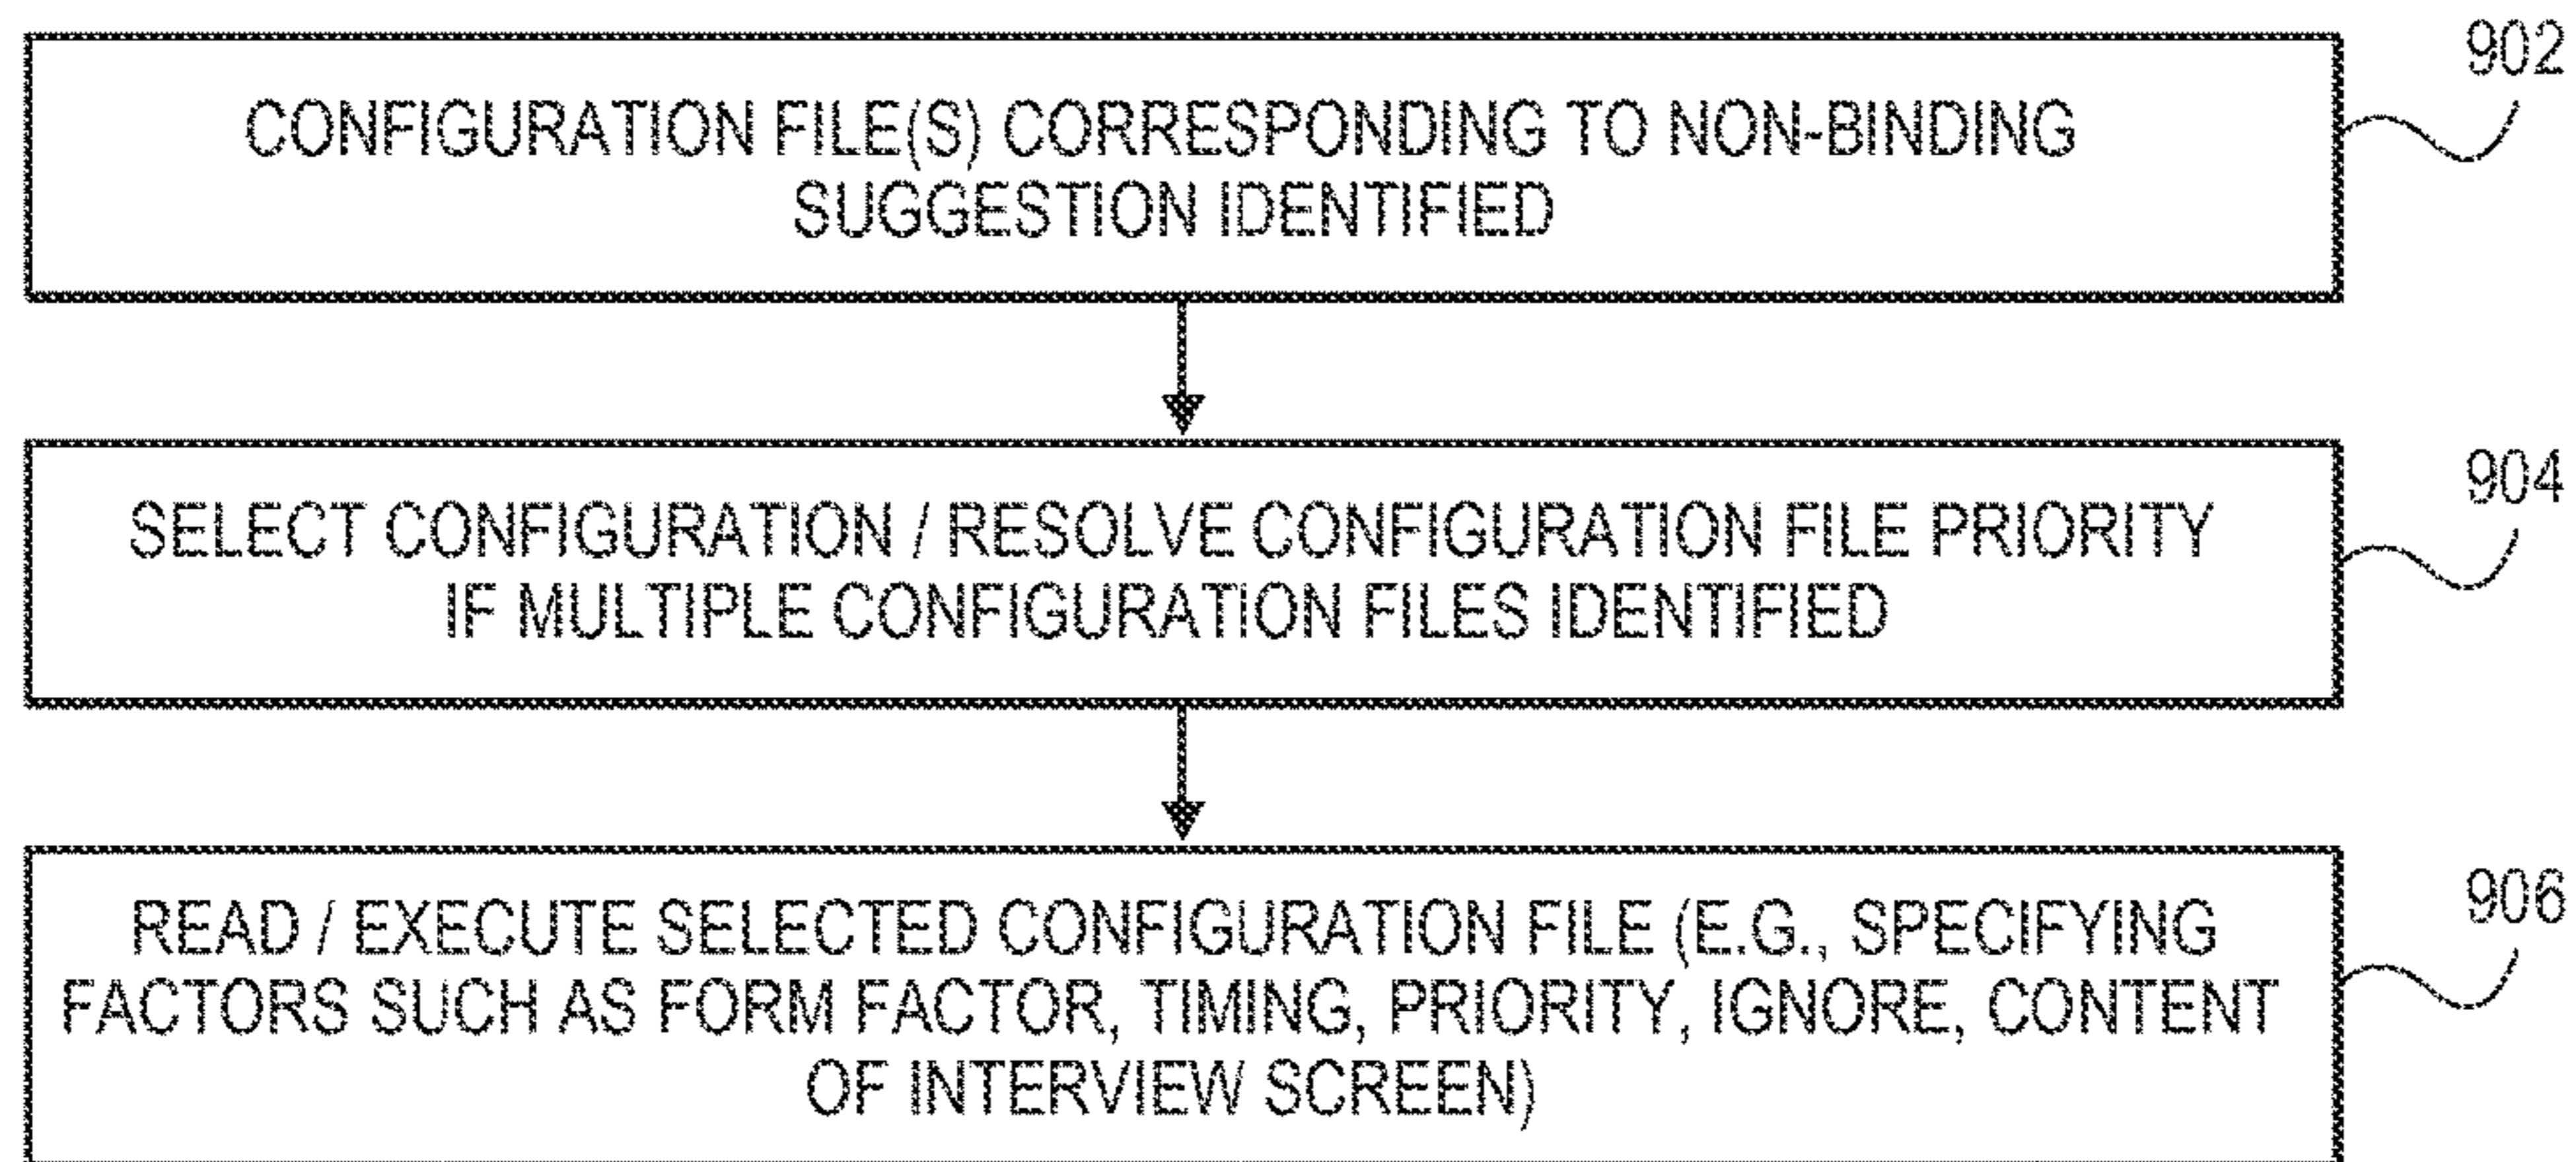 902
CONFIGURATION FILE(S) CORRESPONDING TO NON-BINDING
SUGGESTION IDENTIFIED
904
SELECT CONFIGURATION / RESOLVE CONFIGURATION FILE PRIORITY
IF MULTIPLE CONFIGURATION FILES IDENTIFIED
906
READ / EXECUTE SELECTED CONFIGURATION FILE (E.G., SPECIFYING
FACTORS SUCH AS FORM FACTOR, TIMING, PRIORITY, IGNORE, CONTENT
OF INTERVIEW SCREEN)